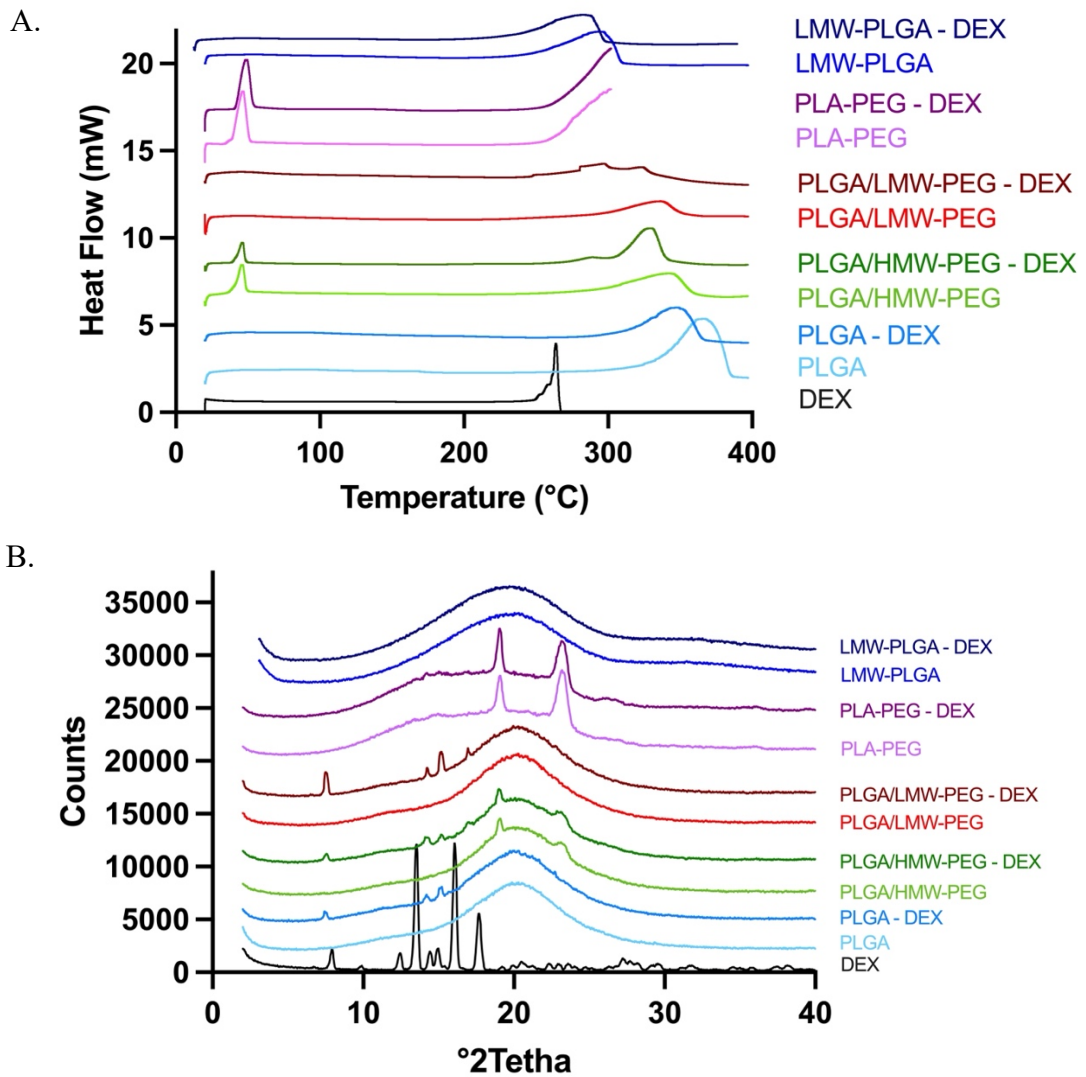 A.
Heat Flow (mW)
20
15
10
5
0
0 100 200 300 400
Temperature (°C)
LMW-PLGA - DEX
LMW-PLGA
PLA-PEG - DEX
PLA-PEG
PLGA/LMW-PEG - DEX
PLGA/LMW-PEG
PLGA/HMW-PEG - DEX
PLGA/HMW-PEG
PLGA - DEX
PLGA
DEX
B.
Counts
35000
30000
25000
20000
15000
10000
5000
0
0 10 20 30 40
°2Tetha
LMW-PLGA - DEX
LMW-PLGA
PLA-PEG - DEX
PLA-PEG
PLGA/LMW-PEG - DEX
PLGA/LMW-PEG
PLGA/HMW-PEG - DEX
PLGA/HMW-PEG
PLGA - DEX
PLGA
DEX